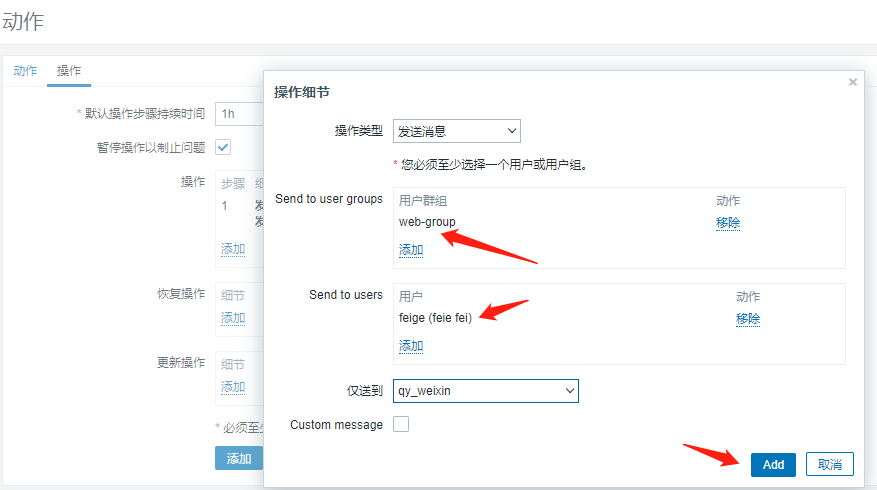 动作
动作 操作
* 默认操作步骤持续时间 1h
暂停操作以制止问题
操作 步骤 细
1 发
发
添加
恢复操作 细节
添加
更新操作 细节
添加
* 必须至少
添加
操作细节
操作类型 发送消息
* 您必须至少选择一个用户或用户组。
Send to user groups 用户群组 动作
web-group 移除
添加
Send to users 用户 动作
feige (feie fei) 移除
添加
仅送到 qy_weixin
Custom message
Add 取消